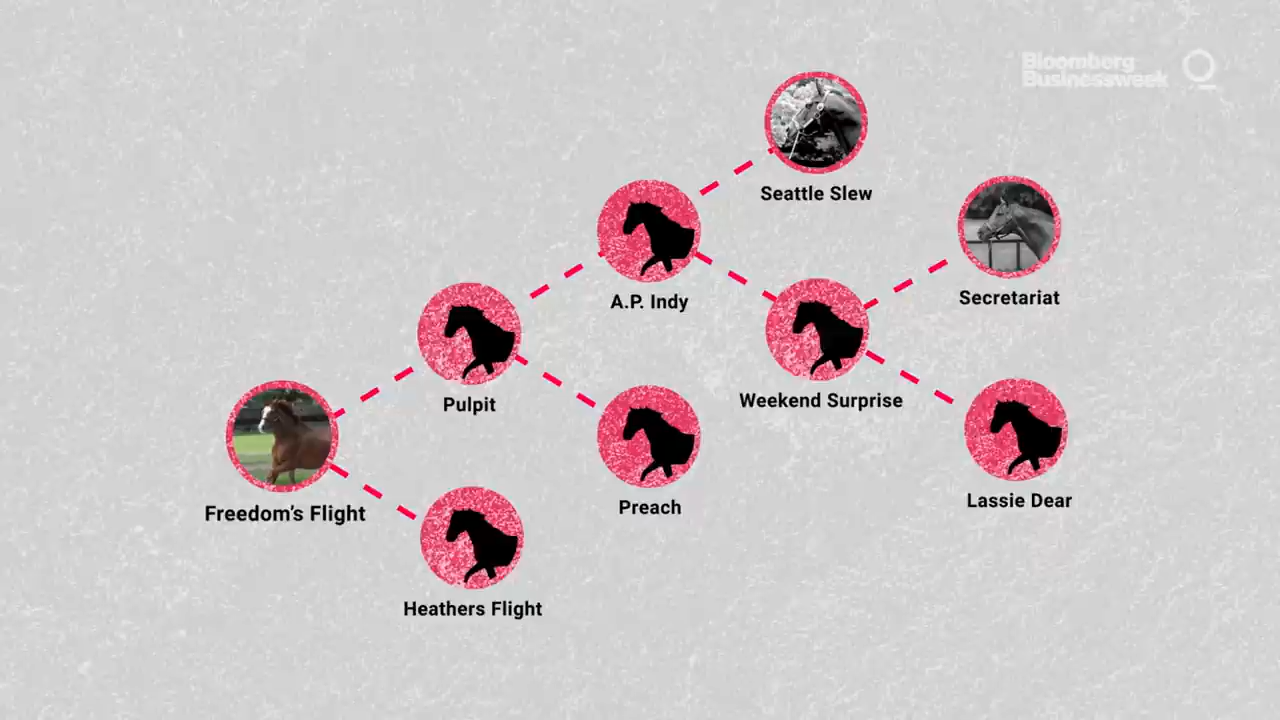 Bloomberg
Businessweek
Seattle Slew
Secretariat
A.P. Indy
Weekend Surprise
Pulpit
Lassie Dear
Preach
Freedom's Flight
Heathers Flight